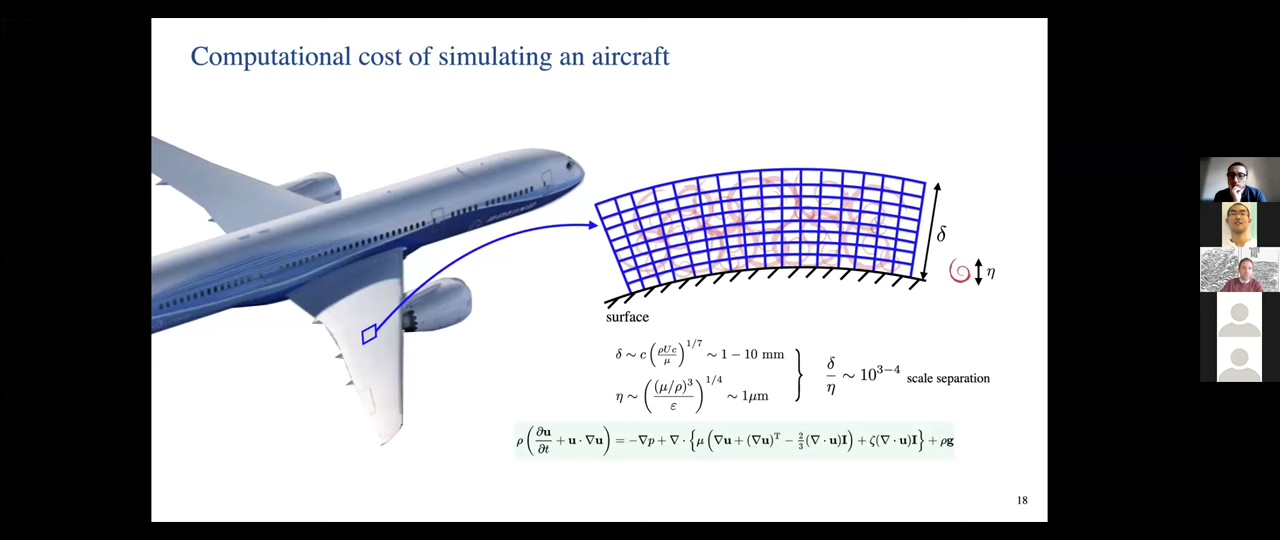 Computational cost of simulating an aircraft
δ
η
surface
δ ∼ c (ρUc/μ)^{1/7} ∼ 1 − 10 mm
η ∼ ((μ/ρ)^3/ε)^{1/4} ∼ 1μm
δ/η ∼ 10^{3−4} scale separation
ρ (∂u/∂t + u · ∇u) = −∇p + ∇ · {μ (∇u + (∇u)^T − 2/3 (∇ · u)I) + ζ(∇ · u)I} + ρg
18